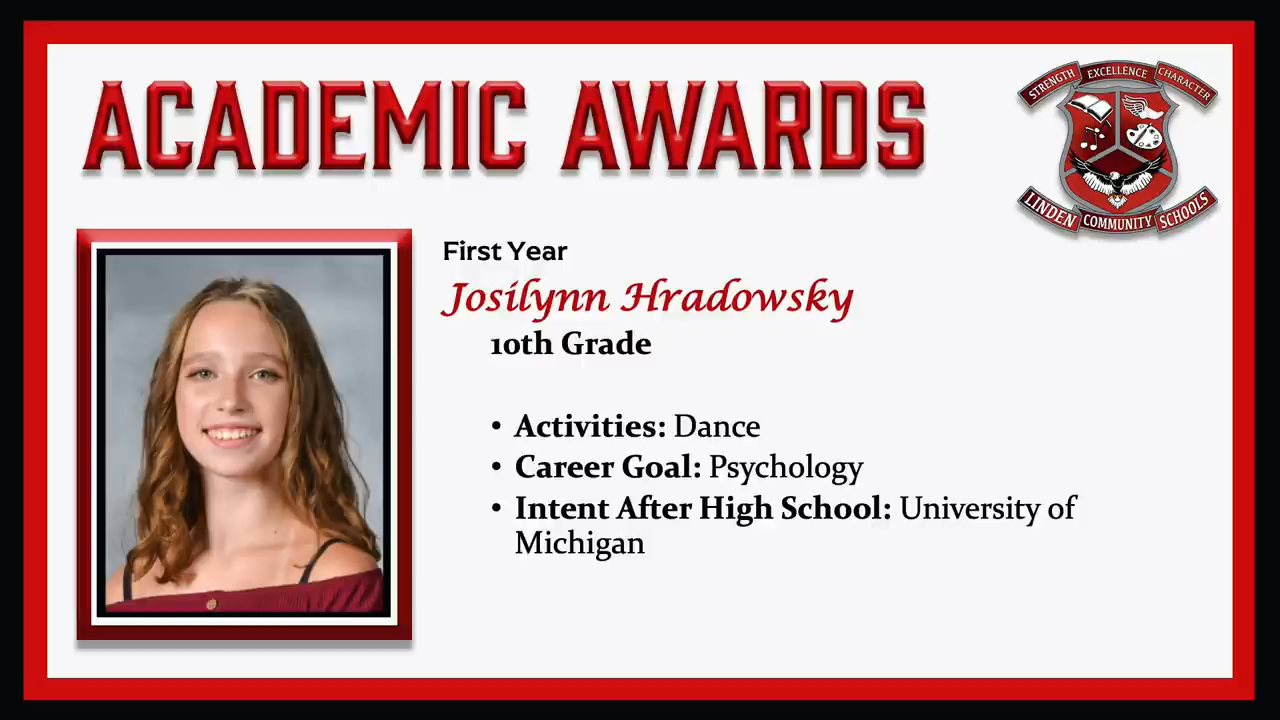 ACADEMIC AWARDS
STRENGTH EXCELLENCE CHARACTER
LINDEN COMMUNITY SCHOOLS
First Year
Josilynn Hradowsky
10th Grade
• Activities: Dance
• Career Goal: Psychology
• Intent After High School: University of
Michigan